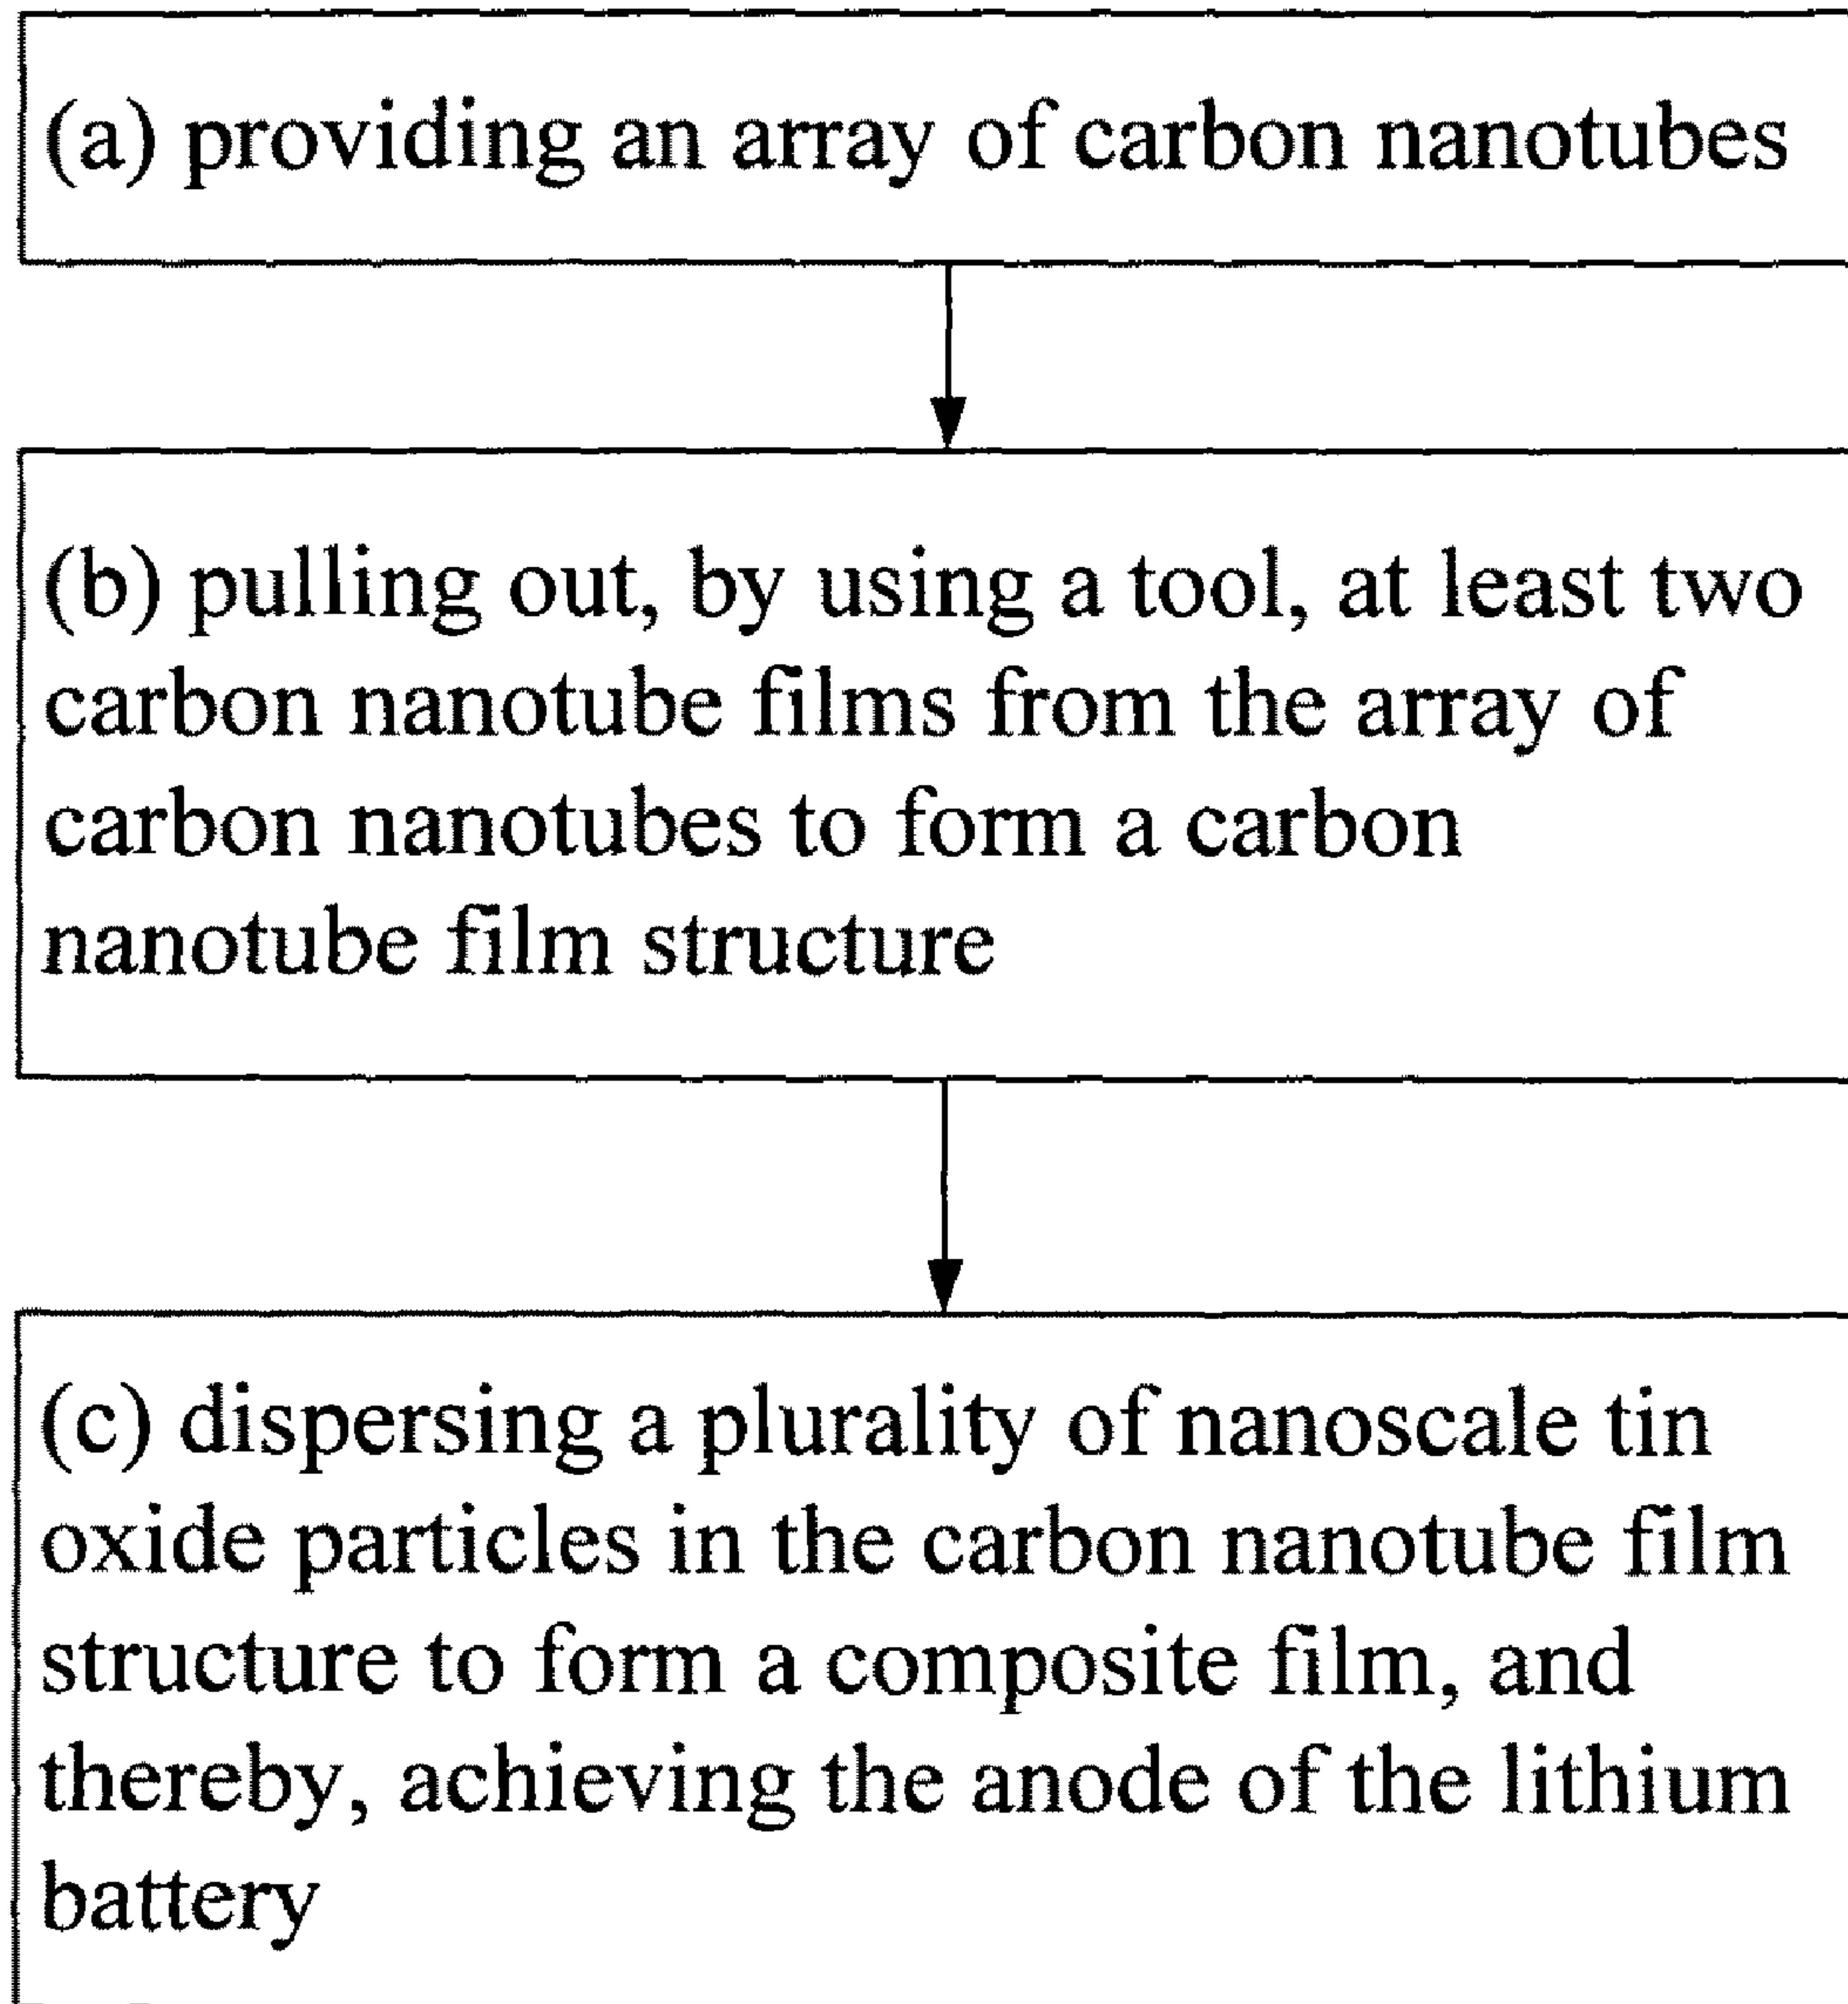 (a) providing an array of carbon nanotubes
(b) pulling out, by using a tool, at least two
carbon nanotube films from the array of
carbon nanotubes to form a carbon
nanotube film structure
(c) dispersing a plurality of nanoscale tin
oxide particles in the carbon nanotube film
structure to form a composite film, and
thereby, achieving the anode of the lithium
battery